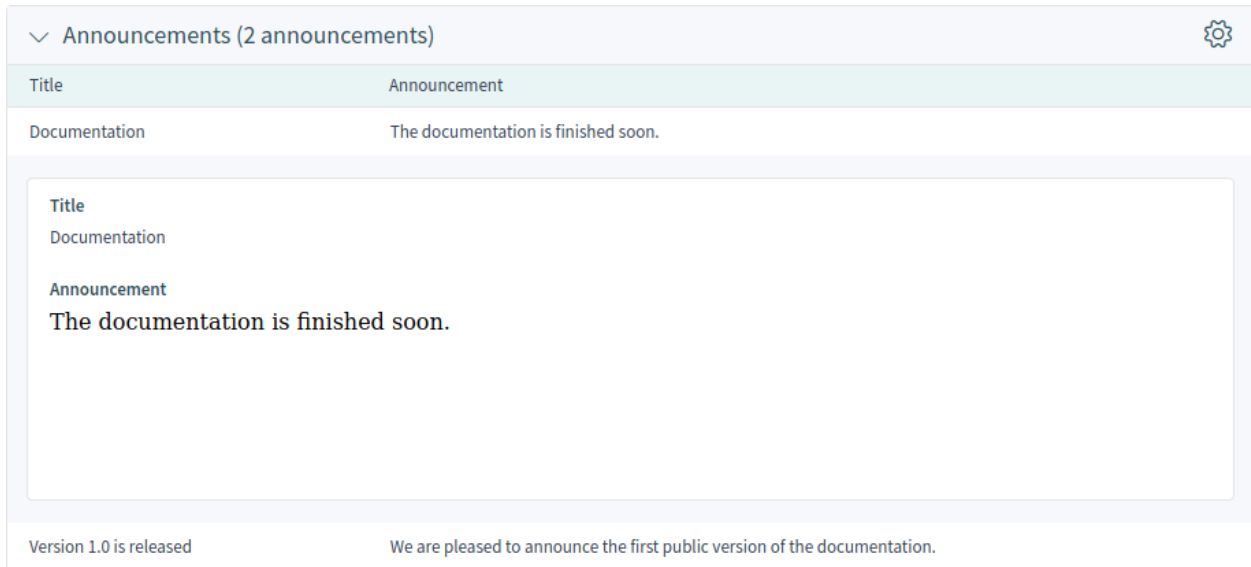 Announcements (2 announcements)
Title Announcement
Documentation The documentation is finished soon.
Title
Documentation
Announcement
The documentation is finished soon.
Version 1.0 is released We are pleased to announce the first public version of the documentation.